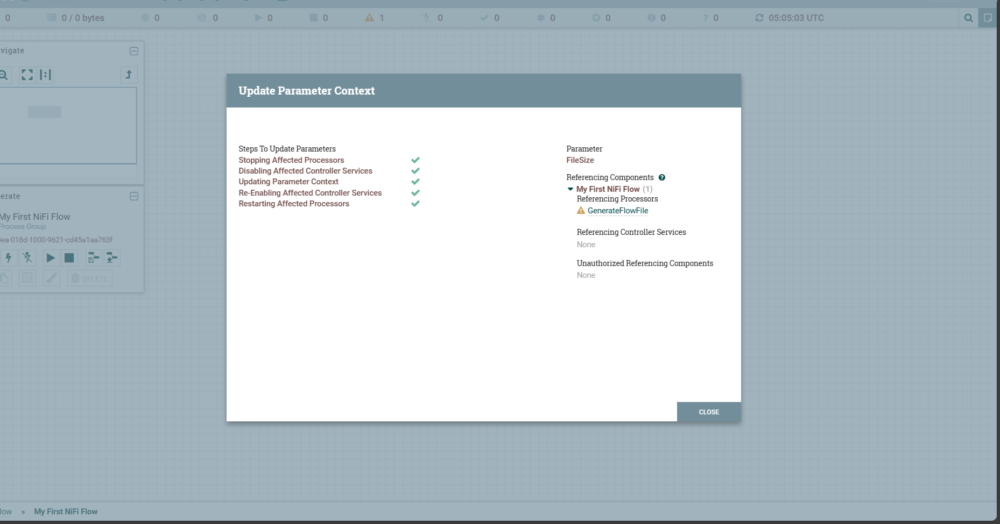 0 0 / 0 bytes 0 0 0 0 1 0 0 0 0 0 ? 0 05:05:03 UTC
vigate
erate
My First NiFi Flow
Process Group
ea-018d-1000-9621-cd45a1aa763f
DELETE
Update Parameter Context
Steps To Update Parameters
Stopping Affected Processors
Disabling Affected Controller Services
Updating Parameter Context
Re-Enabling Affected Controller Services
Restarting Affected Processors
Parameter
FileSize
Referencing Components ?
My First NiFi Flow (1)
Referencing Processors
GenerateFlowFile
Referencing Controller Services
None
Unauthorized Referencing Components
None
CLOSE
low » My First NiFi Flow